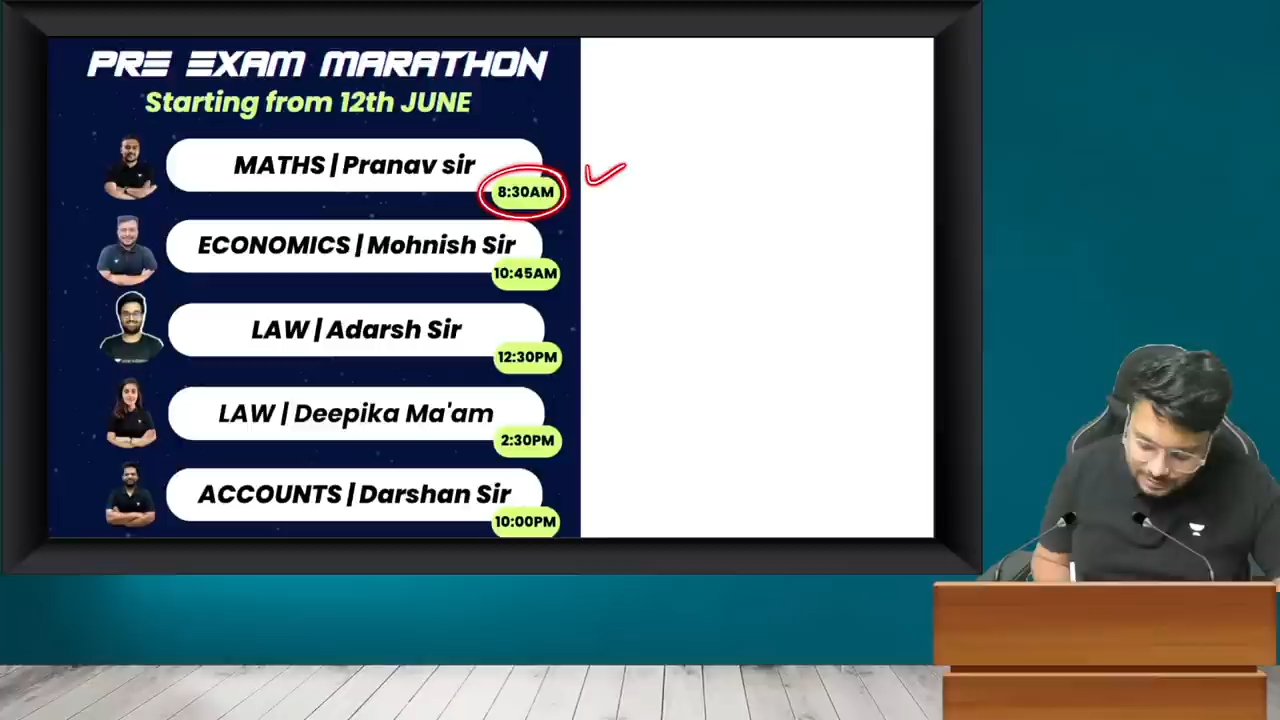 PRE EXAM MARATHON
Starting from 12th JUNE
MATHS | Pranav sir
8:30AM
ECONOMICS | Mohnish Sir
10:45AM
LAW | Adarsh Sir
12:30PM
LAW | Deepika Ma'am
2:30PM
ACCOUNTS | Darshan Sir
10:00PM